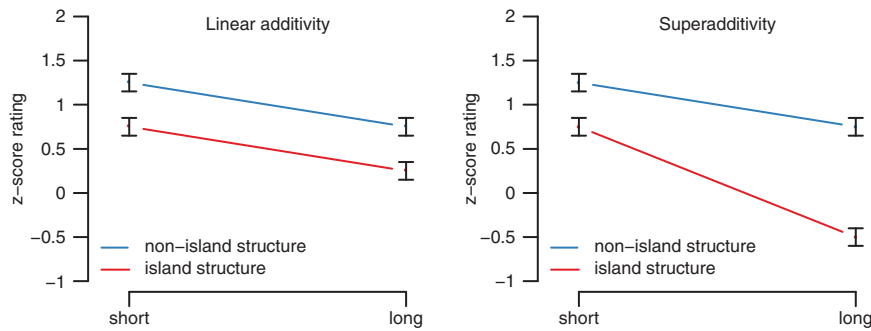 Linear additivity
z−score rating
2
1.5
1
0.5
0
−0.5
−1
non−island structure
island structure
short
long
Superadditivity
z−score rating
2
1.5
1
0.5
0
−0.5
−1
non−island structure
island structure
short
long